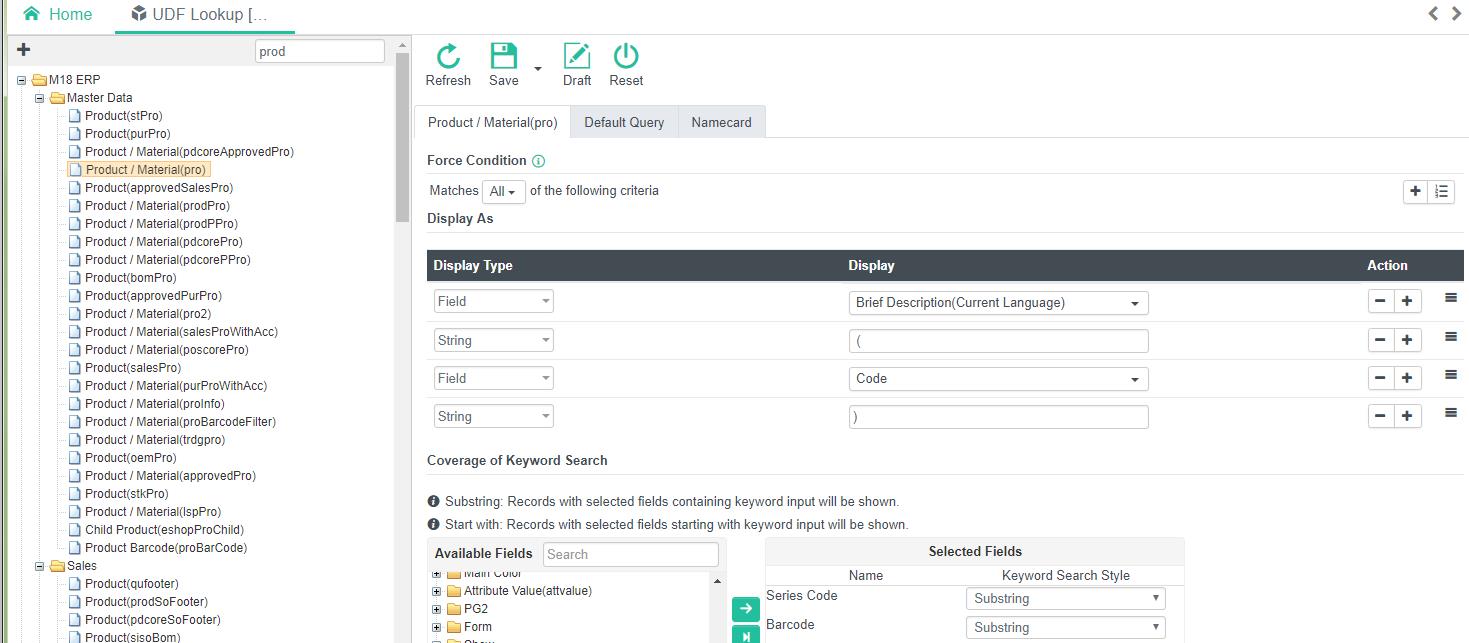 Home
UDF Lookup [...
prod
M18 ERP
Master Data
Product(stPro)
Product(purPro)
Product / Material(pdcoreApprovedPro)
Product / Material(pro)
Product(approvedSalesPro)
Product / Material(prodPro)
Product / Material(prodPPro)
Product / Material(pdcorePro)
Product / Material(pdcorePPro)
Product(bomPro)
Product(approvedPurPro)
Product / Material(pro2)
Product / Material(salesProWithAcc)
Product / Material(poscorePro)
Product(salesPro)
Product / Material(purProWithAcc)
Product / Material(proInfo)
Product / Material(proBarcodeFilter)
Product / Material(trdgpro)
Product(oemPro)
Product / Material(approvedPro)
Product(stkPro)
Product / Material(lspPro)
Child Product(eshopProChild)
Product Barcode(proBarCode)
Sales
Product(qufooter)
Product(prodSoFooter)
Product(pdcoreSoFooter)
Product(sisoBom)
Refresh Save Draft Reset
Product / Material(pro) Default Query Namecard
Force Condition
Matches All of the following criteria
Display As
Display Type Display Action
Field Brief Description(Current Language)
String (
Field Code
String )
Coverage of Keyword Search
Substring: Records with selected fields containing keyword input will be shown.
Start with: Records with selected fields starting with keyword input will be shown.
Available Fields Search
Main Color
Attribute Value(attvalue)
PG2
Form
Selected Fields
Name Keyword Search Style
Series Code Substring
Barcode Substring